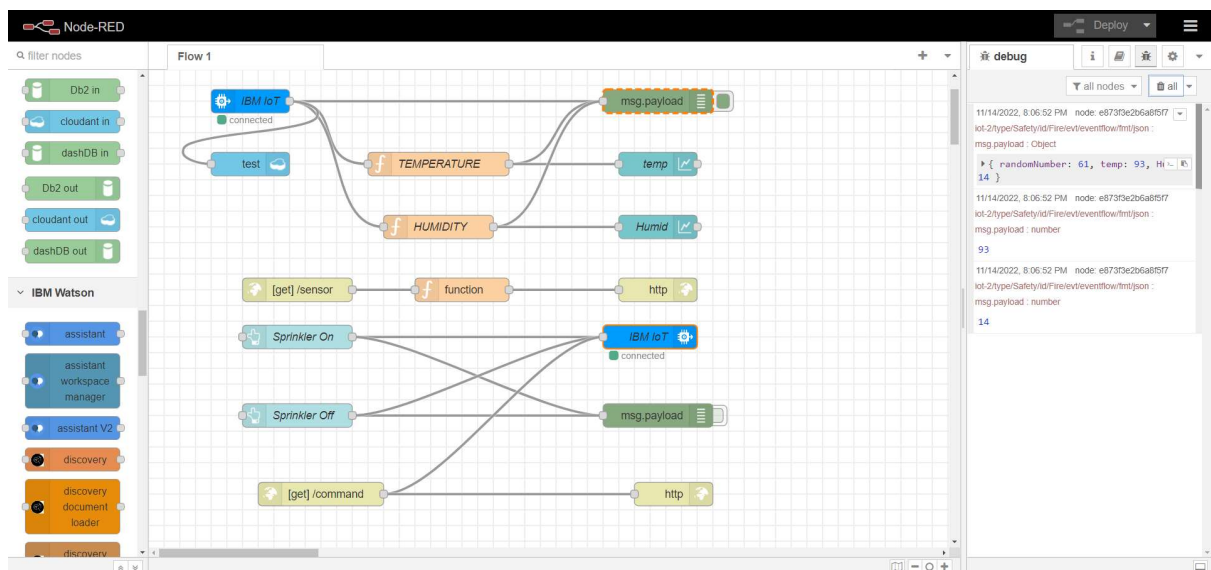 Node-RED
Deploy
filter nodes
Db2 in
cloudant in
dashDB in
Db2 out
cloudant out
dashDB out
IBM Watson
assistant
assistant
workspace
manager
assistant V2
discovery
discovery
document
loader
discovery
Flow 1
IBM IoT
connected
msg.payload
test
TEMPERATURE
temp
HUMIDITY
Humid
[get] /sensor
function
http
Sprinkler On
IBM IoT
connected
Sprinkler Off
msg.payload
[get] /command
http
debug
i
all nodes
all
11/14/2022, 8:06:52 PM node: e873f3e2b6a8f5f7
iot-2/type/Safety/id/Fire/evt/eventflow/fmt/json :
msg.payload : Object
{ randomNumber: 61, temp: 93,
14 }
11/14/2022, 8:06:52 PM node: e873f3e2b6a8f5f7
iot-2/type/Safety/id/Fire/evt/eventflow/fmt/json :
msg.payload : number
93
11/14/2022, 8:06:52 PM node: e873f3e2b6a8f5f7
iot-2/type/Safety/id/Fire/evt/eventflow/fmt/json :
msg.payload : number
14